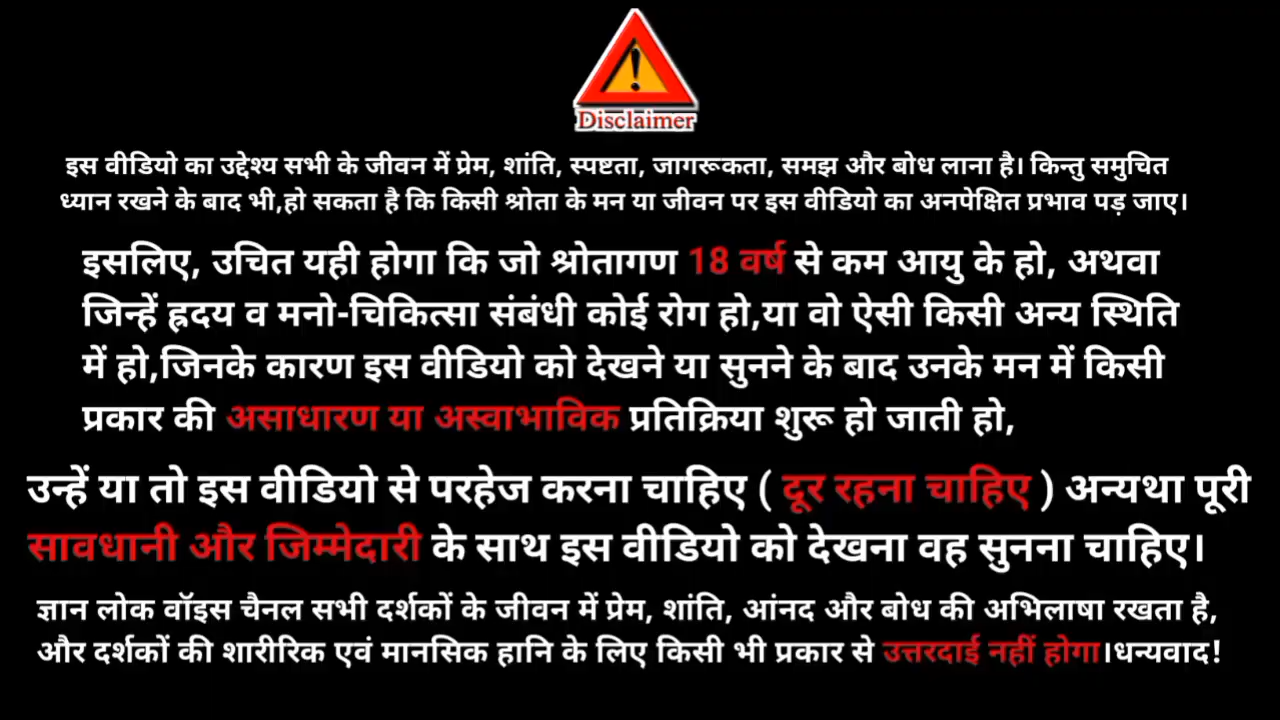 Disclaimer
इस वीडियो का उद्देश्य सभी के जीवन में प्रेम, शांति, स्पष्टता, जागरूकता, समझ और बोध लाना है। किन्तु समुचित
ध्यान रखने के बाद भी,हो सकता है कि किसी श्रोता के मन या जीवन पर इस वीडियो का अनपेक्षित प्रभाव पड़ जाए।
इसलिए, उचित यही होगा कि जो श्रोतागण 18 वर्ष से कम आयु के हो, अथवा
जिन्हें ह्रदय व मनो-चिकित्सा संबंधी कोई रोग हो,या वो ऐसी किसी अन्य स्थिति
में हो,जिनके कारण इस वीडियो को देखने या सुनने के बाद उनके मन में किसी
प्रकार की असाधारण या अस्वाभाविक प्रतिक्रिया शुरू हो जाती हो,
उन्हें या तो इस वीडियो से परहेज करना चाहिए ( दूर रहना चाहिए ) अन्यथा पूरी
सावधानी और जिम्मेदारी के साथ इस वीडियो को देखना वह सुनना चाहिए।
ज्ञान लोक वॉइस चैनल सभी दर्शकों के जीवन में प्रेम, शांति, आंनद और बोध की अभिलाषा रखता है,
और दर्शकों की शारीरिक एवं मानसिक हानि के लिए किसी भी प्रकार से उत्तरदाई नहीं होगा।धन्यवाद!